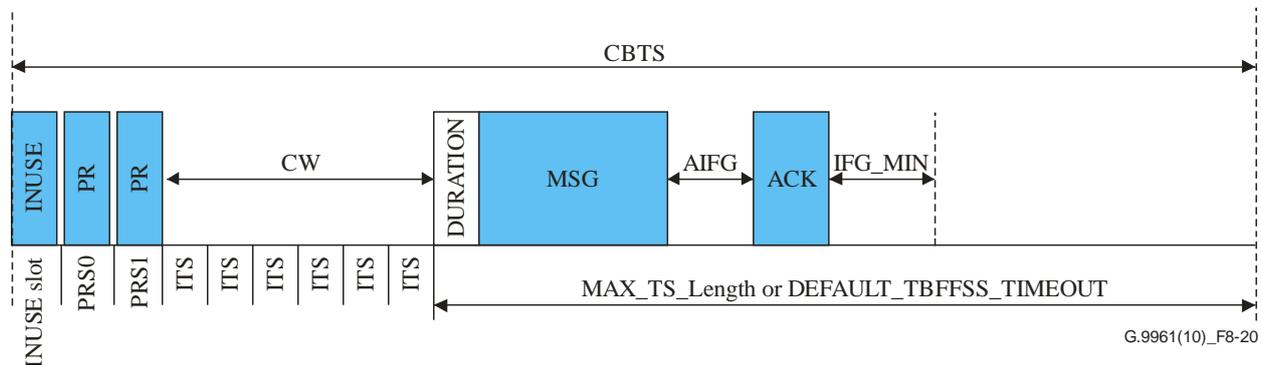 CBTS
INUSE
PR
PR
CW
DURATION
MSG
AIFG
ACK
IFG_MIN
INUSE slot
PRS0
PRS1
ITS
ITS
ITS
ITS
ITS
ITS
MAX_TS_Length or DEFAULT_TBFFSS_TIMEOUT
G.9961(10)_F8-20